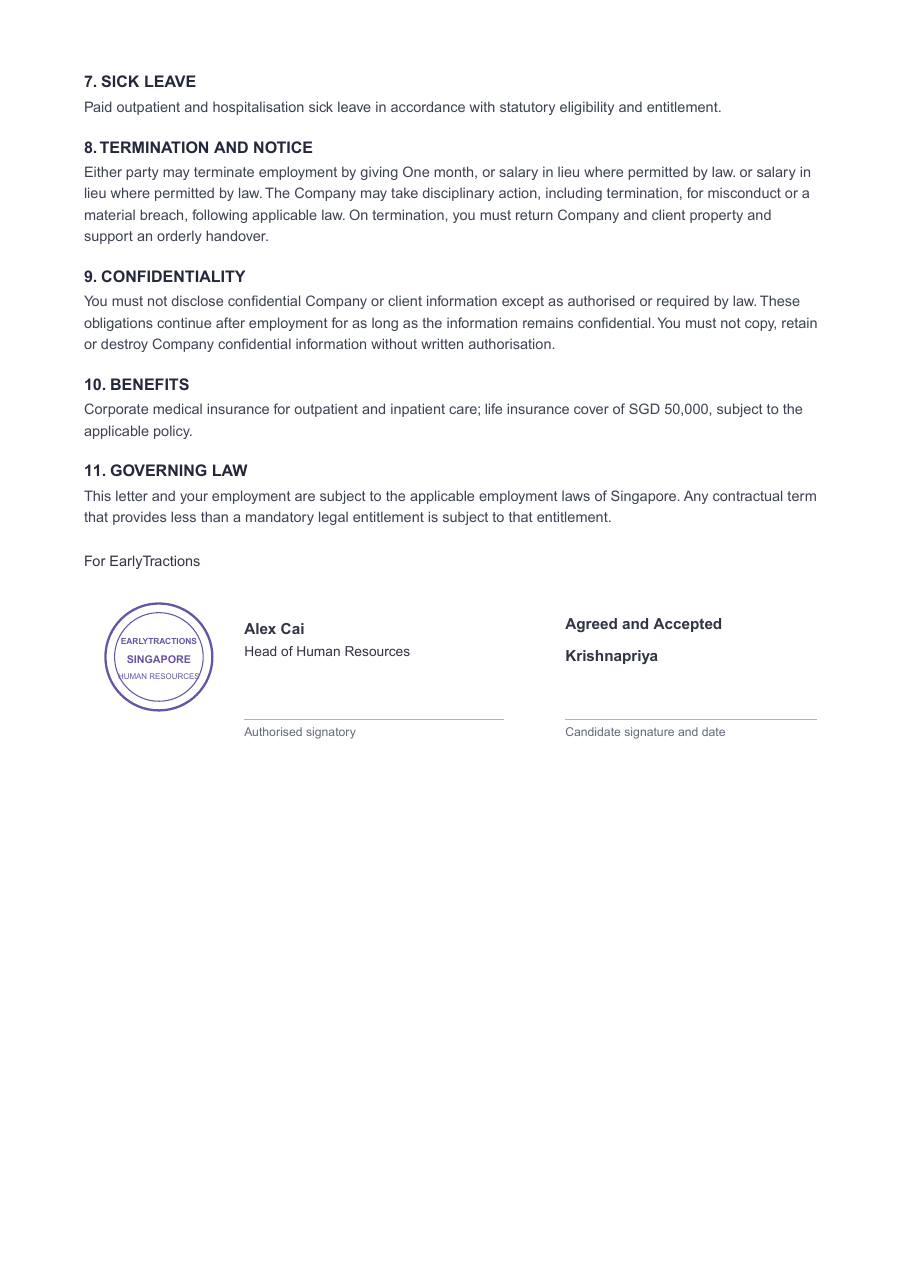 7. SICK LEAVE
Paid outpatient and hospitalisation sick leave in accordance with statutory eligibility and entitlement.
8. TERMINATION AND NOTICE
Either party may terminate employment by giving One month, or salary in lieu where permitted by law. or salary in
lieu where permitted by law. The Company may take disciplinary action, including termination, for misconduct or a
material breach, following applicable law. On termination, you must return Company and client property and
support an orderly handover.
9. CONFIDENTIALITY
You must not disclose confidential Company or client information except as authorised or required by law. These
obligations continue after employment for as long as the information remains confidential. You must not copy, retain
or destroy Company confidential information without written authorisation.
10. BENEFITS
Corporate medical insurance for outpatient and inpatient care; life insurance cover of SGD 50,000, subject to the
applicable policy.
11. GOVERNING LAW
This letter and your employment are subject to the applicable employment laws of Singapore. Any contractual term
that provides less than a mandatory legal entitlement is subject to that entitlement.
For EarlyTractions
EARLYTRACTIONS
SINGAPORE
HUMAN RESOURCES
Alex Cai
Head of Human Resources
Authorised signatory
Agreed and Accepted
Krishnapriya
Candidate signature and date